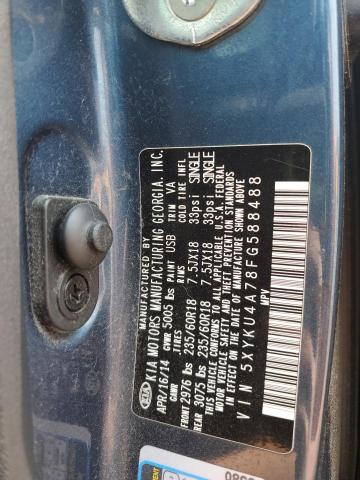 MANUFACTURED BY
KIA KIA MOTORS MANUFACTURING GEORGIA, INC.
APR/16/14 PAINT USB TRIM VA
GVWR 5005 lbs
GAWR TIRES RIMS COLD TIRE INFL
FRONT 2976 lbs 235/60R18 7.5JX18 33psi SINGLE
REAR 3075 lbs 235/60R18 7.5JX18 33psi SINGLE
THIS VEHICLE CONFORMS TO ALL APPLICABLE U.S.A. FEDERAL
MOTOR VEHICLE SAFETY AND THEFT PREVENTION STANDARDS
IN EFFECT ON THE DATE OF MANUFACTURE SHOWN ABOVE
VIN 5XYKU4A78FG588488
MPV